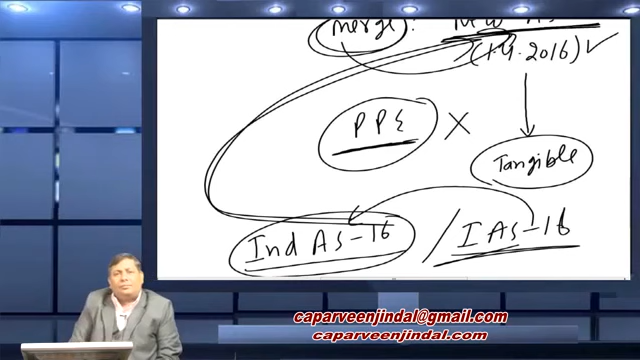 merge :
(1.4.2016) ✓
PPE ×
Tangible
Ind AS-16 / IAS-16
caparveenjindal@gmail.com
caparveenjindal.com